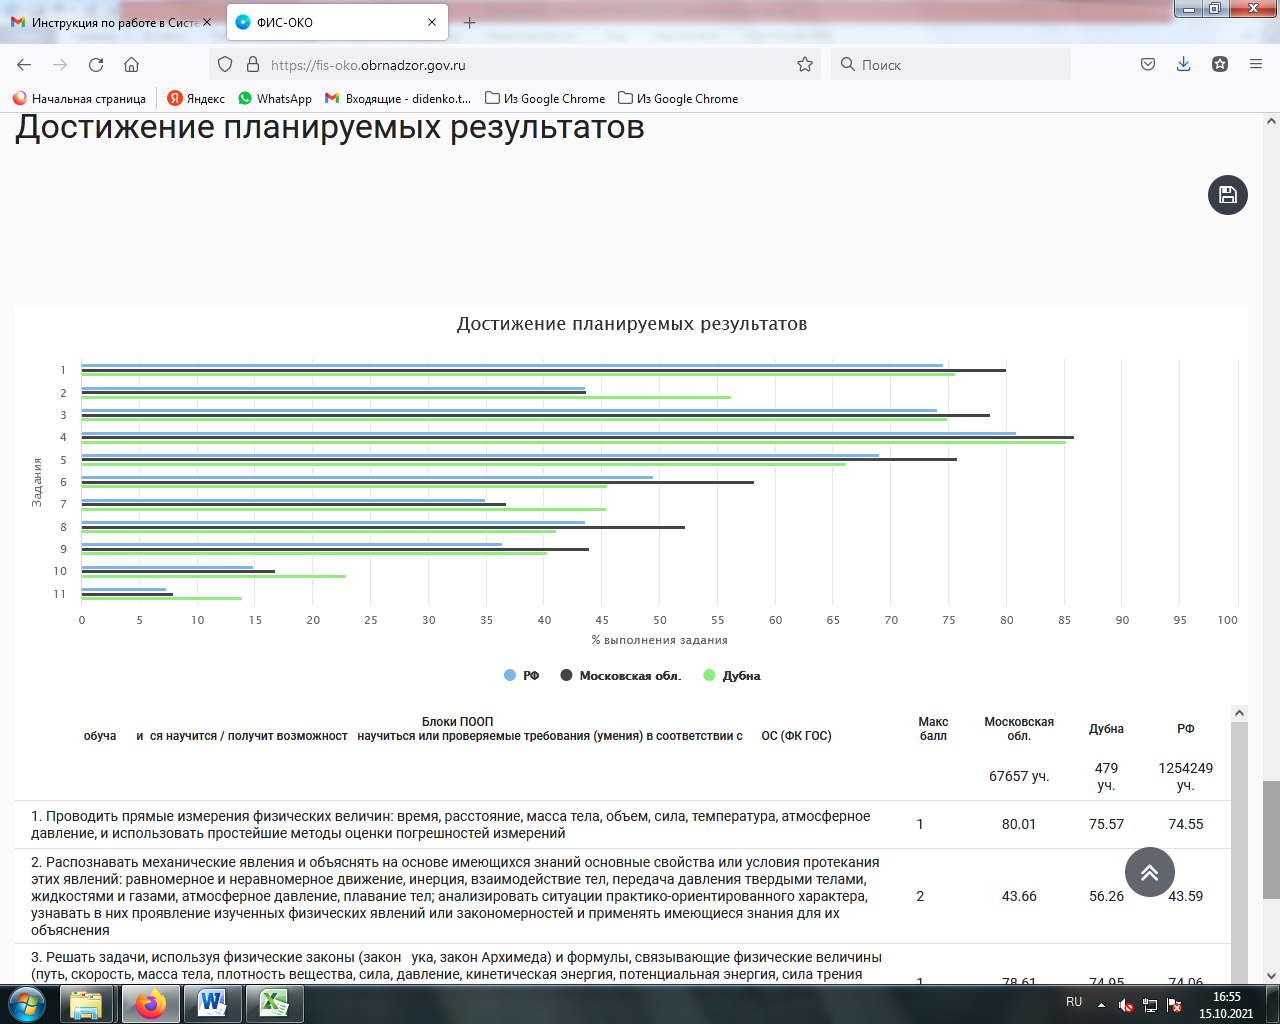 Инструкция по работе в Систе
ФИС-ОКО
https://fis-oko.obrnadzor.gov.ru
Поиск
Начальная страница
Яндекс
WhatsApp
Входящие - didenko.t...
Из Google Chrome
Из Google Chrome
Достижение планируемых результатов
Достижение планируемых результатов
Задания
1
2
3
4
5
6
7
8
9
10
11
0 5 10 15 20 25 30 35 40 45 50 55 60 65 70 75 80 85 90 95 100
% выполнения задания
РФ Московская обл. Дубна
Блоки ПООП
обуча и ся научится / получит возможност научиться или проверяемые требования (умения) в соответствии с ОС (ФК ГОС)
Макс
балл
Московская
обл.
Дубна
РФ
67657 уч.
479
уч.
1254249
уч.
1. Проводить прямые измерения физических величин: время, расстояние, масса тела, объем, сила, температура, атмосферное
давление, и использовать простейшие методы оценки погрешностей измерений
1 80.01 75.57 74.55
2. Распознавать механические явления и объяснять на основе имеющихся знаний основные свойства или условия протекания
этих явлений: равномерное и неравномерное движение, инерция, взаимодействие тел, передача давления твердыми телами,
жидкостями и газами, атмосферное давление, плавание тел; анализировать ситуации практико-ориентированного характера,
узнавать в них проявление изученных физических явлений или закономерностей и применять имеющиеся знания для их
объяснения
2 43.66 56.26 43.59
3. Решать задачи, используя физические законы (закон ука, закон Архимеда) и формулы, связывающие физические величины
(путь, скорость, масса тела, плотность вещества, сила, давление, кинетическая энергия, потенциальная энергия, сила трения
1 78.61 74.95 74.06
RU
16:55
15.10.2021